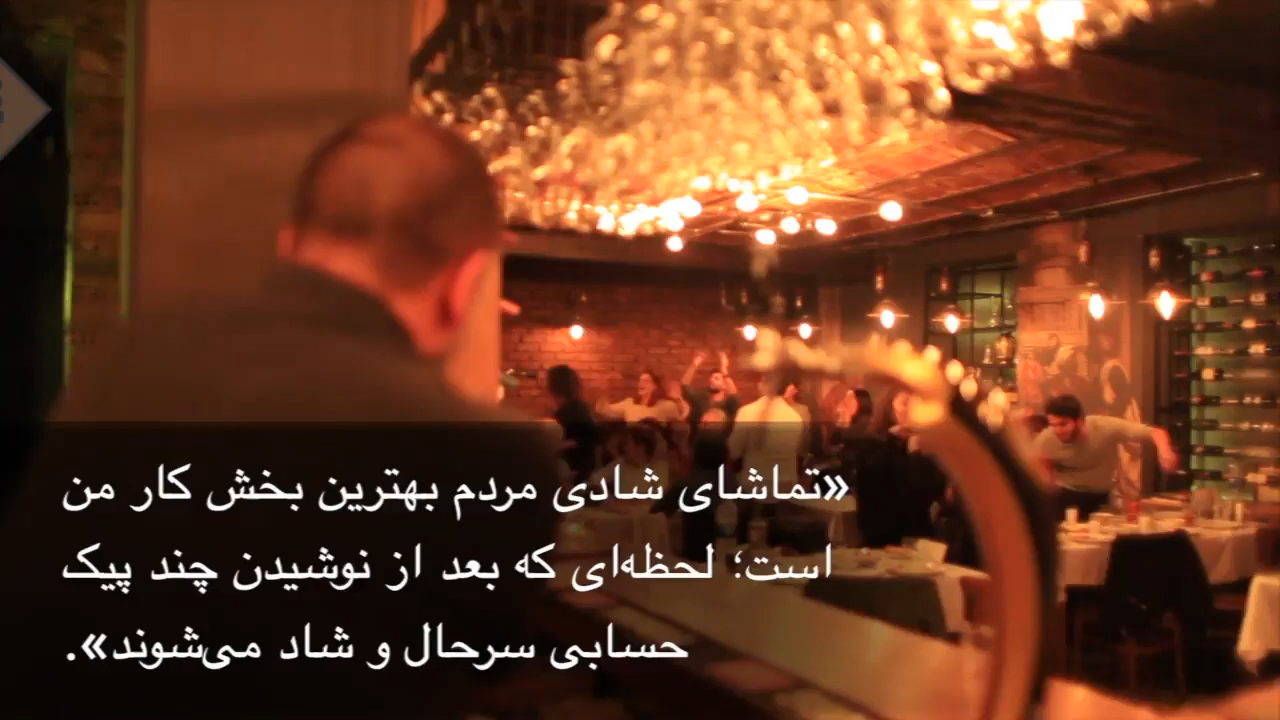 «تماشای شادی مردم بهترین بخش کار من
است؛ لحظه‌ای که بعد از نوشیدن چند پیک
حسابی سرحال و شاد می‌شوند».